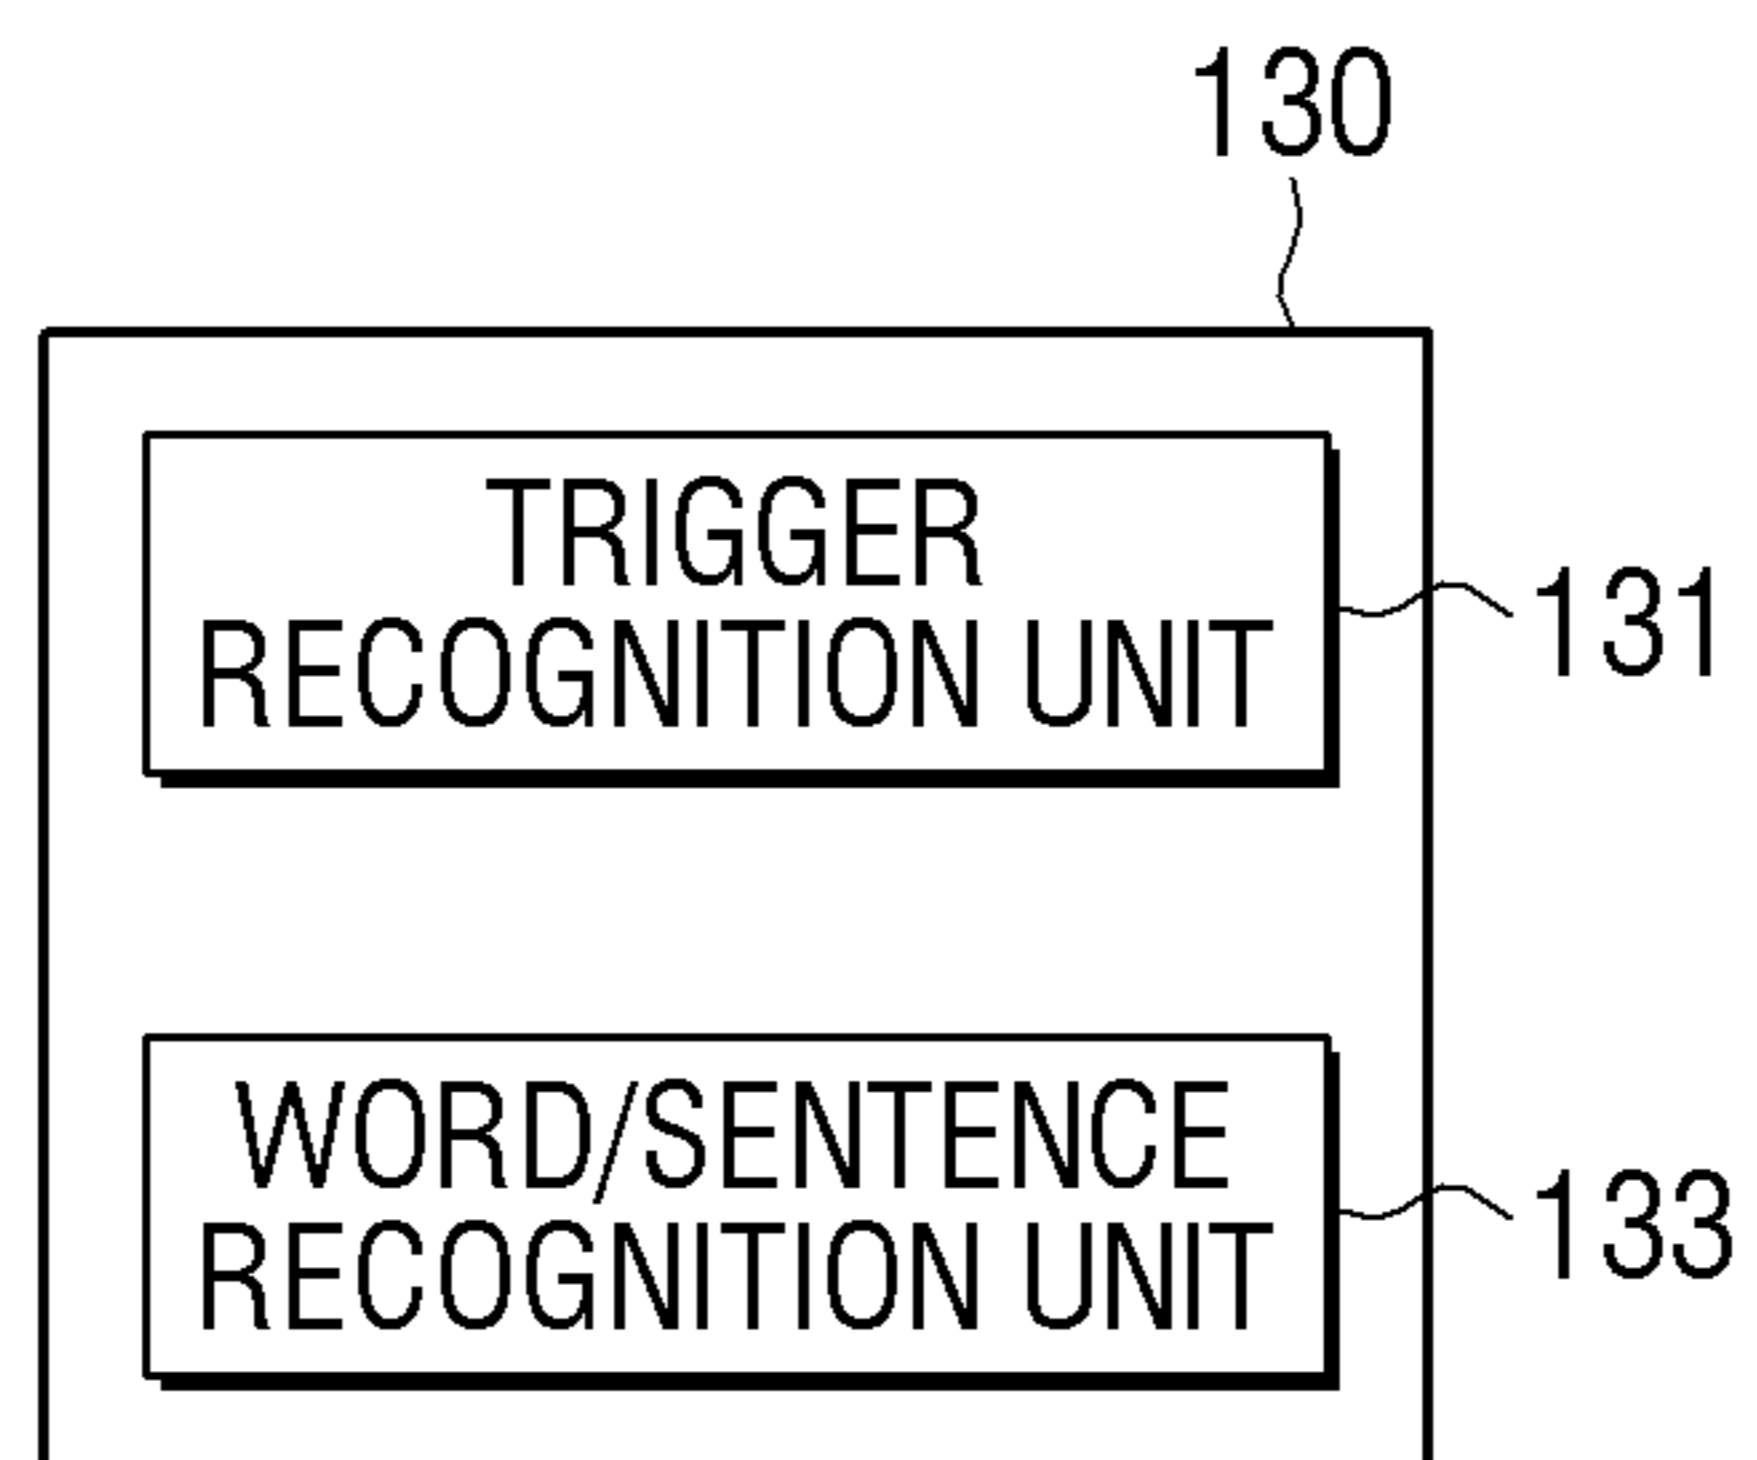 130
TRIGGER
RECOGNITION UNIT
131
WORD/SENTENCE
RECOGNITION UNIT
133